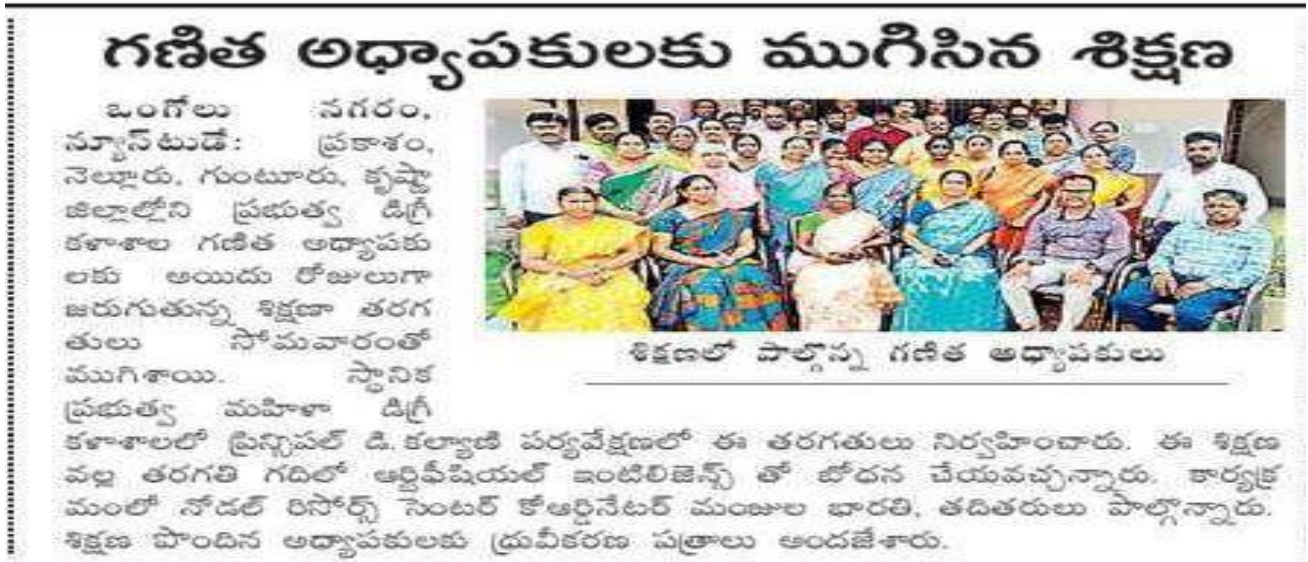 గణిత అధ్యాపకులకు ముగిసిన శిక్షణ
ఒంగోలు నగరం,
న్యూస్‌టుడే: ప్రకాశం,
నెల్లూరు, గుంటూరు, కృష్ణా
జిల్లాల్లోని ప్రభుత్వ డిగ్రీ
కళాశాల గణిత అధ్యాపకు
లకు అయిదు రోజులుగా
జరుగుతున్న శిక్షణా తరగ
తులు సోమవారంతో
ముగిశాయి. స్థానిక
ప్రభుత్వ మహిళా డిగ్రీ
కళాశాలలో ప్రిన్సిపల్ డి.కల్యాణి పర్యవేక్షణలో ఈ తరగతులు నిర్వహించారు. ఈ శిక్షణ
వల్ల తరగతి గదిలో ఆర్టిఫీషియల్ ఇంటిలిజెన్స్ తో బోధన చేయవచ్చన్నారు. కార్యక్ర
మంలో నోడల్ రిసోర్స్ సెంటర్ కోఆర్డినేటర్ మంజుల భారతి, తదితరులు పాల్గొన్నారు.
శిక్షణ పొందిన అధ్యాపకులకు ధ్రువీకరణ పత్రాలు అందజేశారు.
శిక్షణలో పాల్గొన్న గణిత అధ్యాపకులు